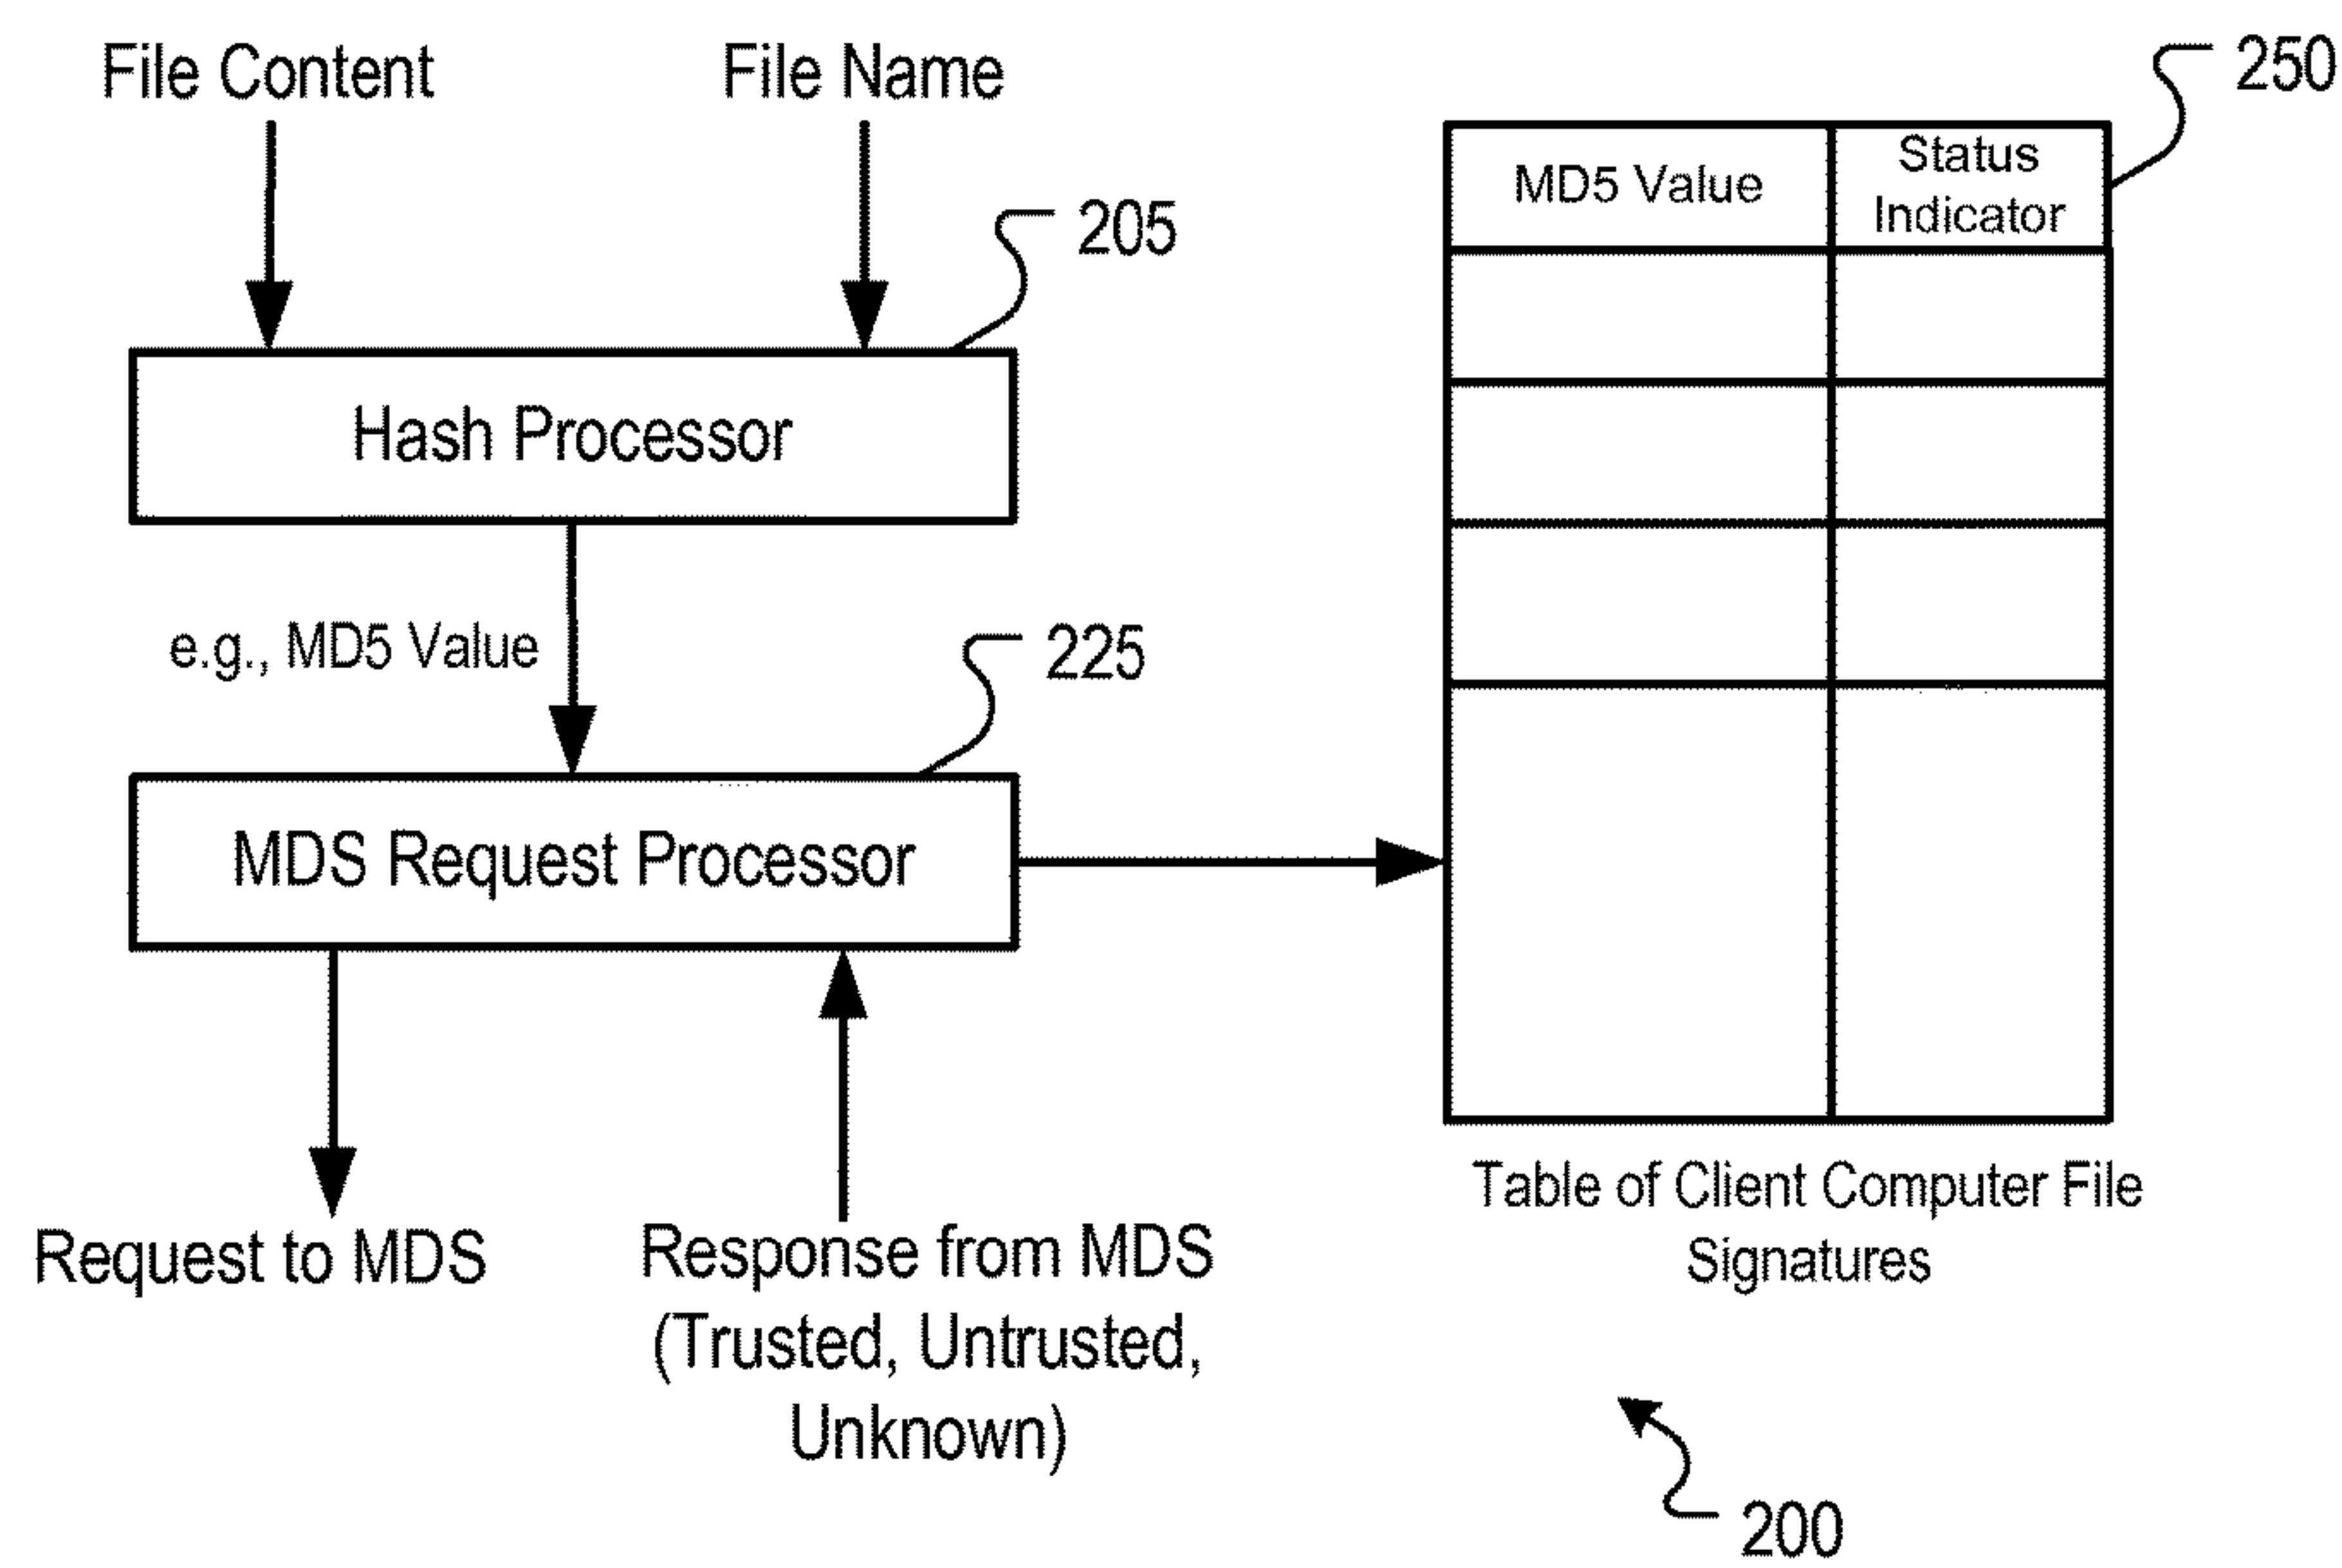 File Content
File Name
250
MD5 Value
Status
Indicator
205
Hash Processor
e.g., MD5 Value
225
MDS Request Processor
Table of Client Computer File
Signatures
Request to MDS
Response from MDS
(Trusted, Untrusted,
Unknown)
200